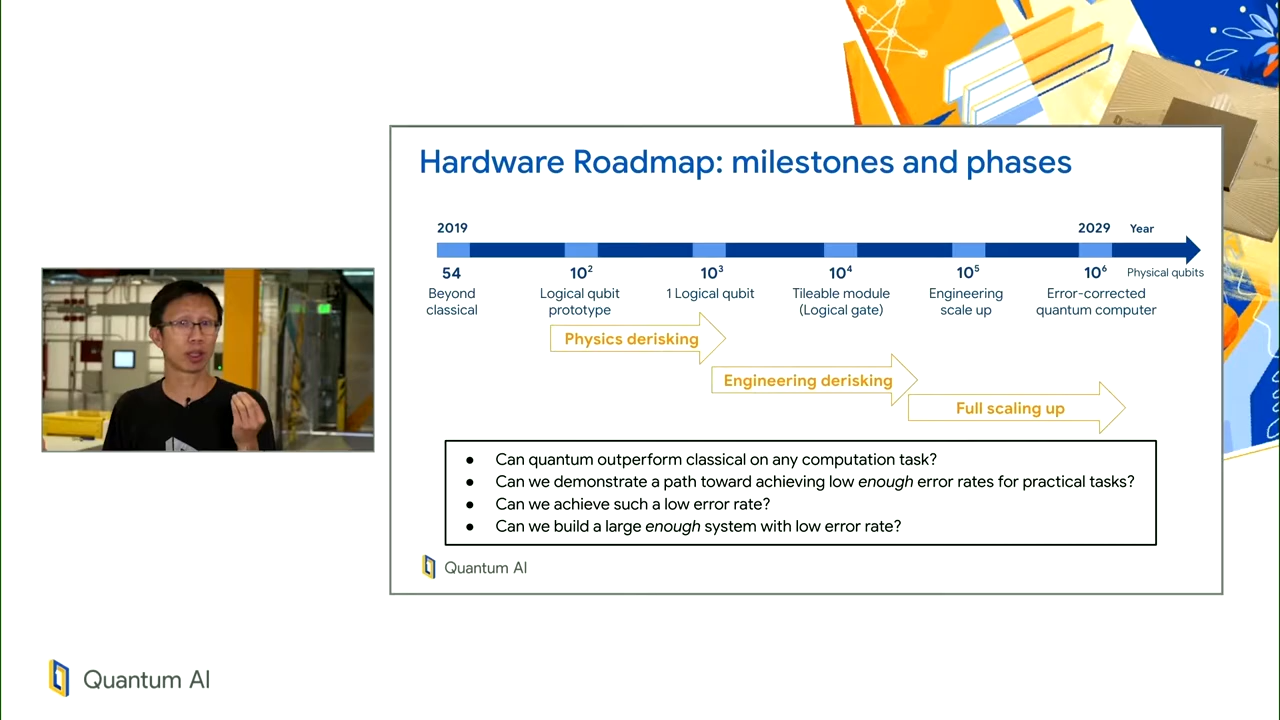 Hardware Roadmap: milestones and phases
2019 2029 Year
54 10² 10³ 10⁴ 10⁵ 10⁶ Physical qubits
Beyond Logical qubit 1 Logical qubit Tileable module Engineering Error-corrected
classical prototype (Logical gate) scale up quantum computer
Physics derisking
Engineering derisking
Full scaling up
● Can quantum outperform classical on any computation task?
● Can we demonstrate a path toward achieving low enough error rates for practical tasks?
● Can we achieve such a low error rate?
● Can we build a large enough system with low error rate?
Quantum AI
Quantum AI